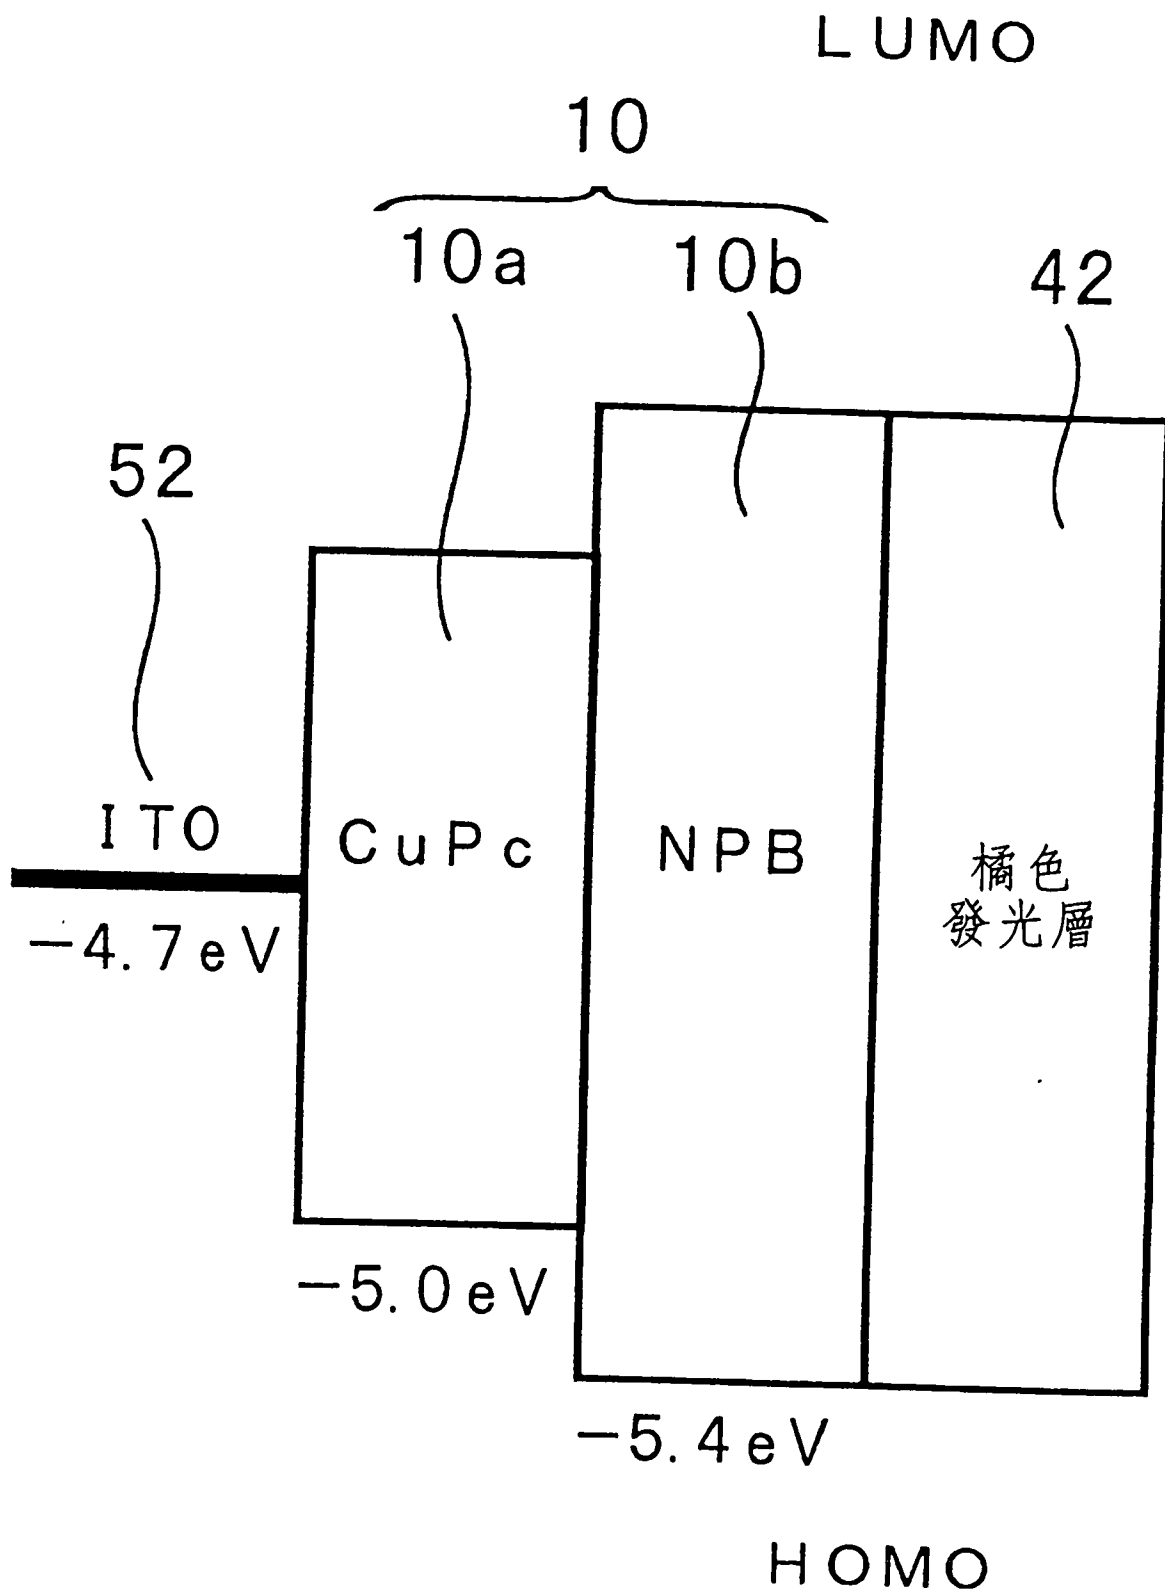 LUMO
10
10a 10b 42
52
ITO
CuPc
NPB
橘色
發光層
-4.7eV
-5.0eV
-5.4eV
HOMO